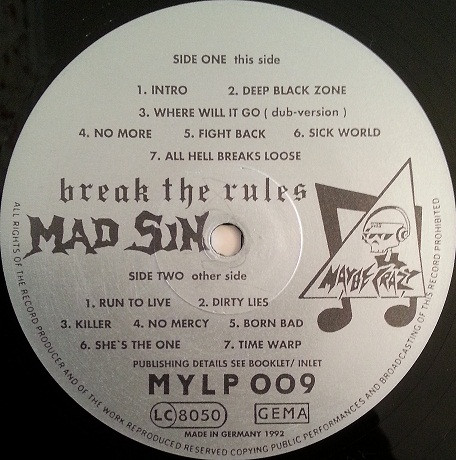 SIDE ONE this side
1. INTRO 2. DEEP BLACK ZONE
3. WHERE WILL IT GO ( dub-version )
4. NO MORE 5. FIGHT BACK 6. SICK WORLD
7. ALL HELL BREAKS LOOSE
break the rules
MAD SIN
MAYBE CRAZY
SIDE TWO other side
1. RUN TO LIVE 2. DIRTY LIES
3. KILLER 4. NO MERCY 5. BORN BAD
6. SHE`S THE ONE 7. TIME WARP
PUBLISHING DETAILS SEE BOOKLET/ INLET
MYLP 009
LC 8050 GEMA
MADE IN GERMANY 1992
ALL RIGHTS OF THE RECORD PRODUCER AND OF THE WORK REPRODUCED RESERVED COPYING PUBLIC PERFORMANCES AND BROADCASTING OF THIS RECORD PROHIBITED